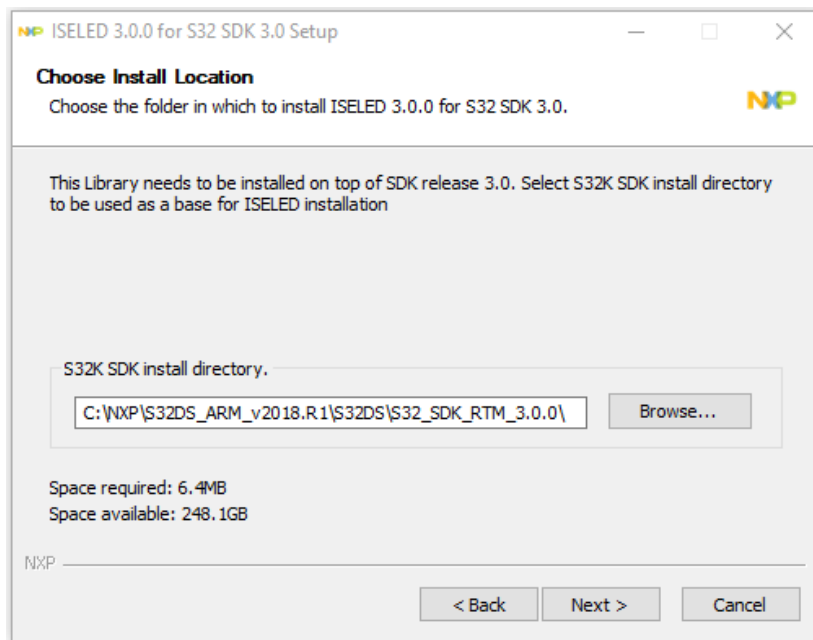 NXP ISELED 3.0.0 for S32 SDK 3.0 Setup
Choose Install Location
Choose the folder in which to install ISELED 3.0.0 for S32 SDK 3.0.
NXP
This Library needs to be installed on top of SDK release 3.0. Select S32K SDK install directory
to be used as a base for ISELED installation
S32K SDK install directory.
C:\NXP\S32DS_ARM_v2018.R1\S32DS\S32_SDK_RTM_3.0.0\
Browse...
Space required: 6.4MB
Space available: 248.1GB
NXP
< Back
Next >
Cancel